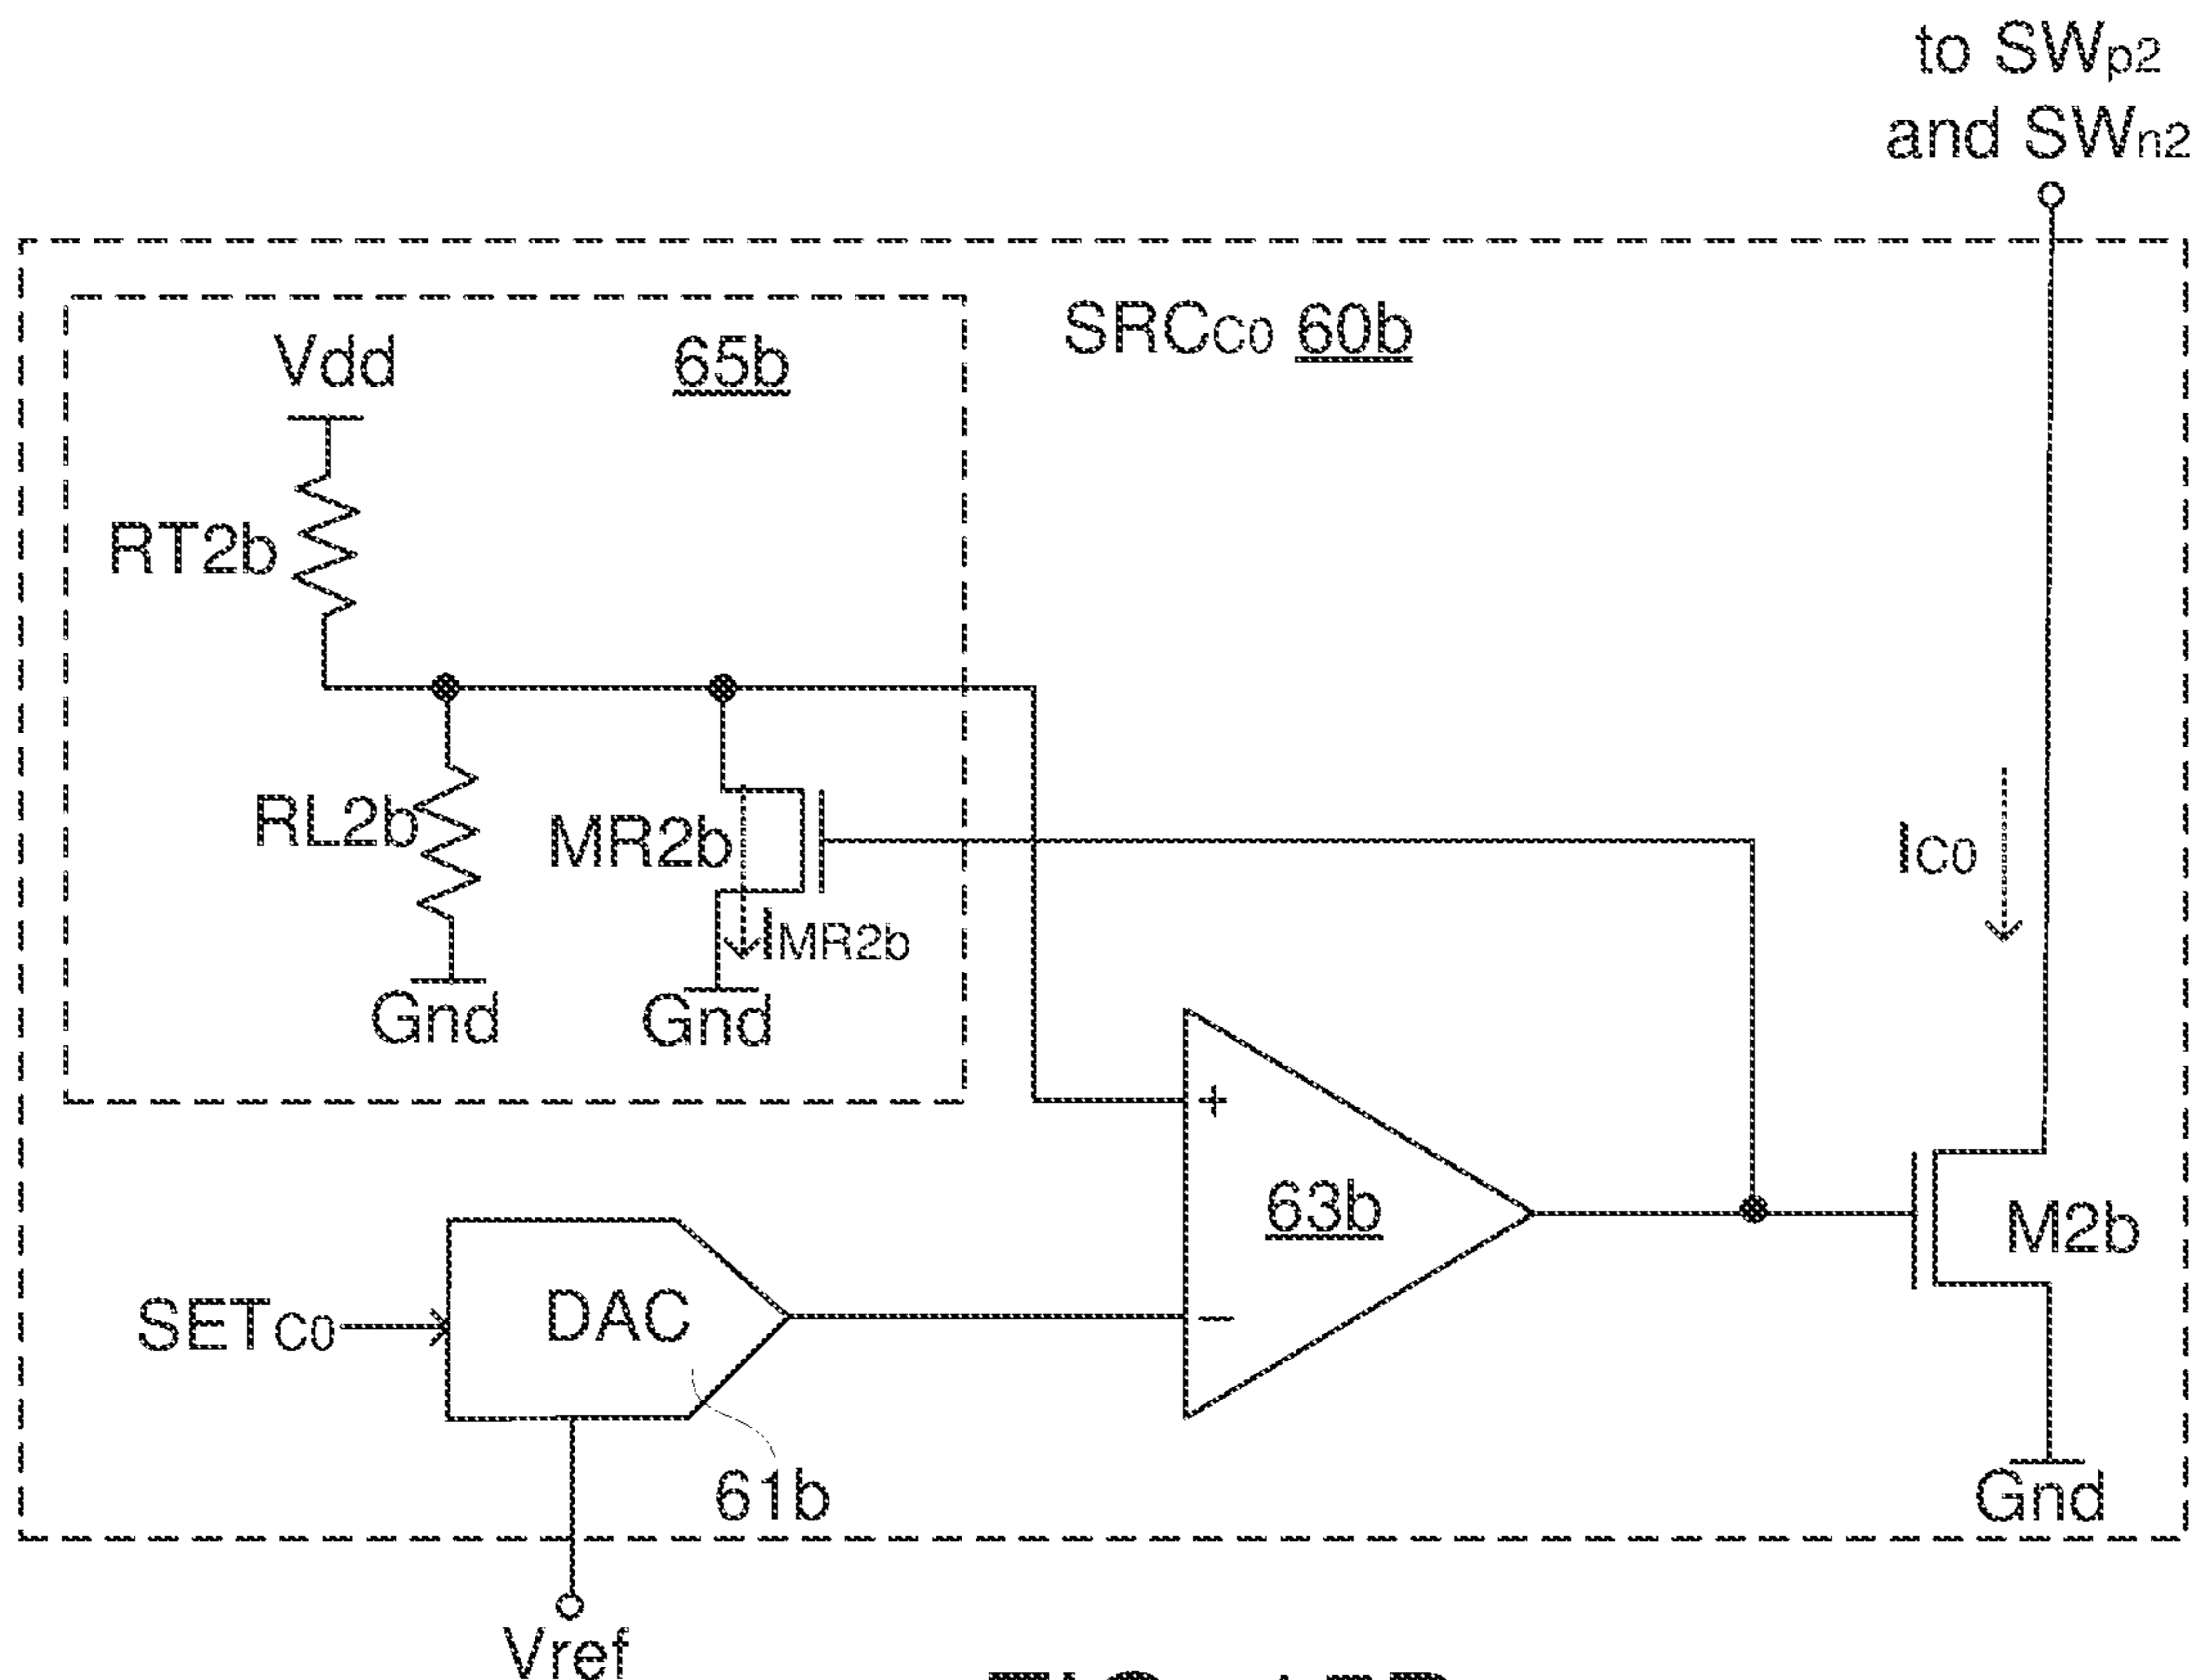 to SWp2
and SWn2
SRCC0 60b
Vdd
65b
RT2b
RL2b
MR2b
IMR2b
IC0
Gnd
Gnd
+
63b
M2b
SETC0
DAC
−
61b
Gnd
Vref